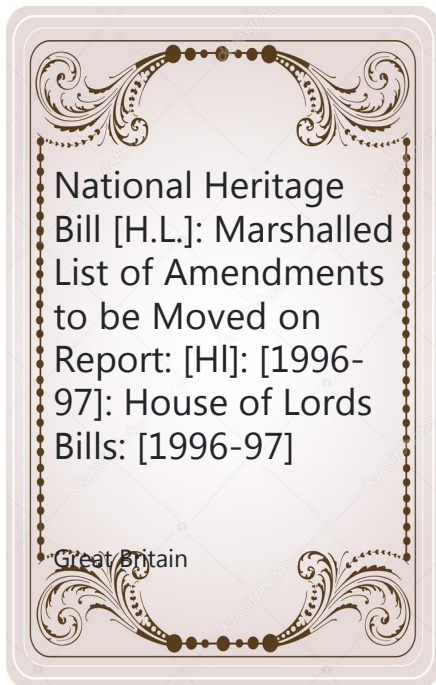 National Heritage
Bill [H.L.]: Marshalled
List of Amendments
to be Moved on
Report: [Hl]: [1996-
97]: House of Lords
Bills: [1996-97]
Great Britain